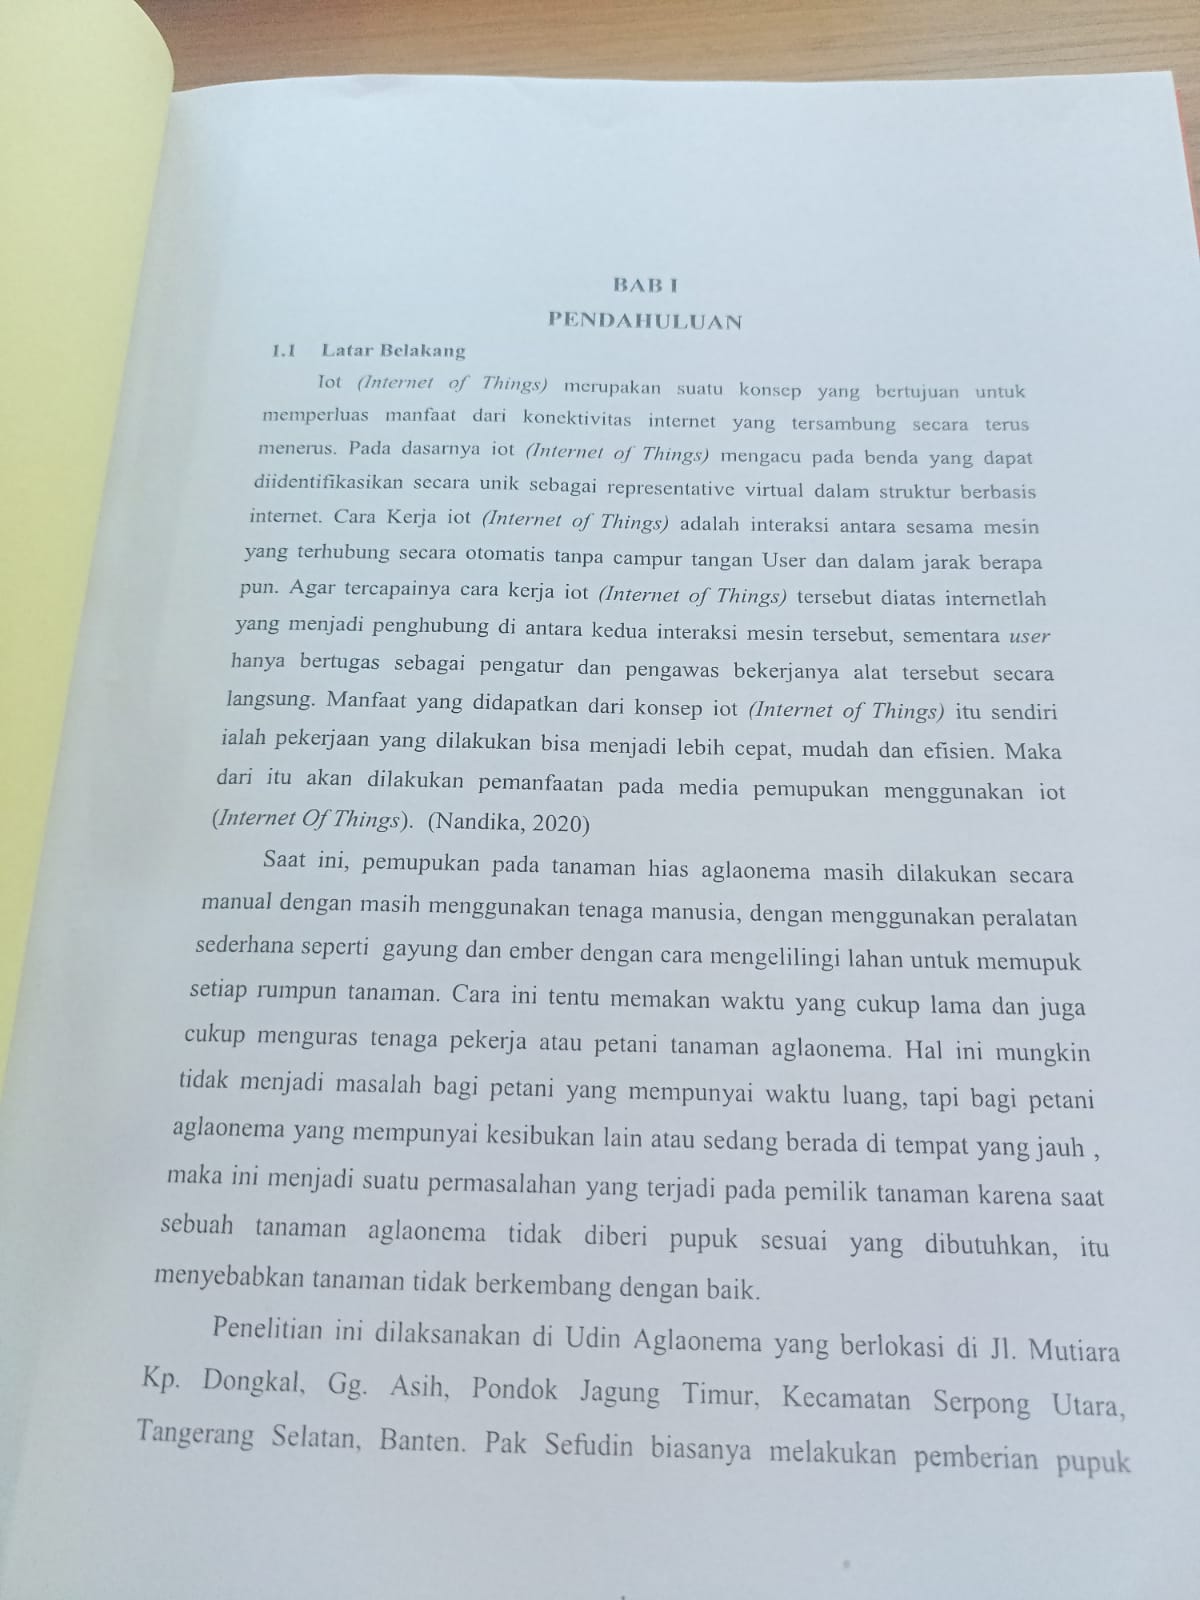 BAB I
PENDAHULUAN
1.1 Latar Belakang
Iot (Internet of Things) merupakan suatu konsep yang bertujuan untuk
memperluas manfaat dari konektivitas internet yang tersambung secara terus
menerus. Pada dasarnya iot (Internet of Things) mengacu pada benda yang dapat
diidentifikasikan secara unik sebagai representative virtual dalam struktur berbasis
internet. Cara Kerja iot (Internet of Things) adalah interaksi antara sesama mesin
yang terhubung secara otomatis tanpa campur tangan User dan dalam jarak berapa
pun. Agar tercapainya cara kerja iot (Internet of Things) tersebut diatas internetlah
yang menjadi penghubung di antara kedua interaksi mesin tersebut, sementara user
hanya bertugas sebagai pengatur dan pengawas bekerjanya alat tersebut secara
langsung. Manfaat yang didapatkan dari konsep iot (Internet of Things) itu sendiri
ialah pekerjaan yang dilakukan bisa menjadi lebih cepat, mudah dan efisien. Maka
dari itu akan dilakukan pemanfaatan pada media pemupukan menggunakan iot
(Internet Of Things). (Nandika, 2020)
Saat ini, pemupukan pada tanaman hias aglaonema masih dilakukan secara
manual dengan masih menggunakan tenaga manusia, dengan menggunakan peralatan
sederhana seperti gayung dan ember dengan cara mengelilingi lahan untuk memupuk
setiap rumpun tanaman. Cara ini tentu memakan waktu yang cukup lama dan juga
cukup menguras tenaga pekerja atau petani tanaman aglaonema. Hal ini mungkin
tidak menjadi masalah bagi petani yang mempunyai waktu luang, tapi bagi petani
aglaonema yang mempunyai kesibukan lain atau sedang berada di tempat yang jauh ,
maka ini menjadi suatu permasalahan yang terjadi pada pemilik tanaman karena saat
sebuah tanaman aglaonema tidak diberi pupuk sesuai yang dibutuhkan, itu
menyebabkan tanaman tidak berkembang dengan baik.
Penelitian ini dilaksanakan di Udin Aglaonema yang berlokasi di Jl. Mutiara
Kp. Dongkal, Gg. Asih, Pondok Jagung Timur, Kecamatan Serpong Utara,
Tangerang Selatan, Banten. Pak Sefudin biasanya melakukan pemberian pupuk